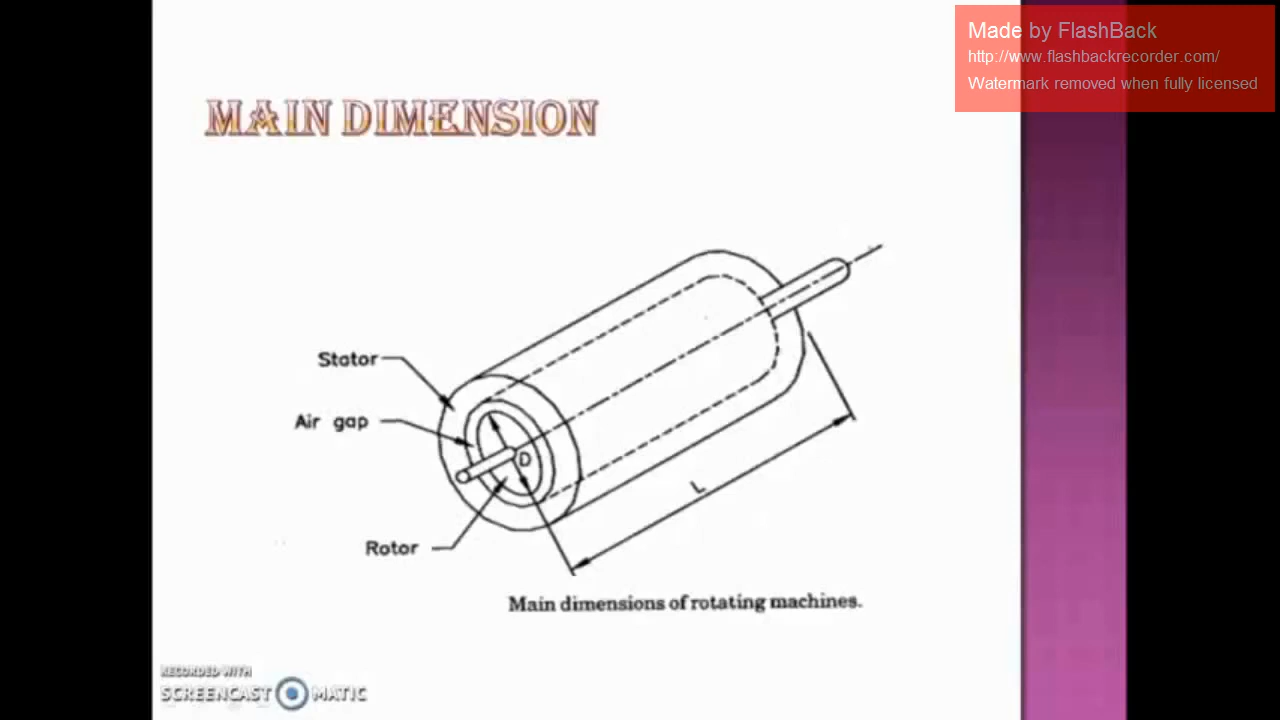 Made by FlashBack
http://www.flashbackrecorder.com/
Watermark removed when fully licensed
MAIN DIMENSION
Stator
Air gap
D
L
Rotor
Main dimensions of rotating machines.
RECORDED WITH
SCREENCAST MATIC